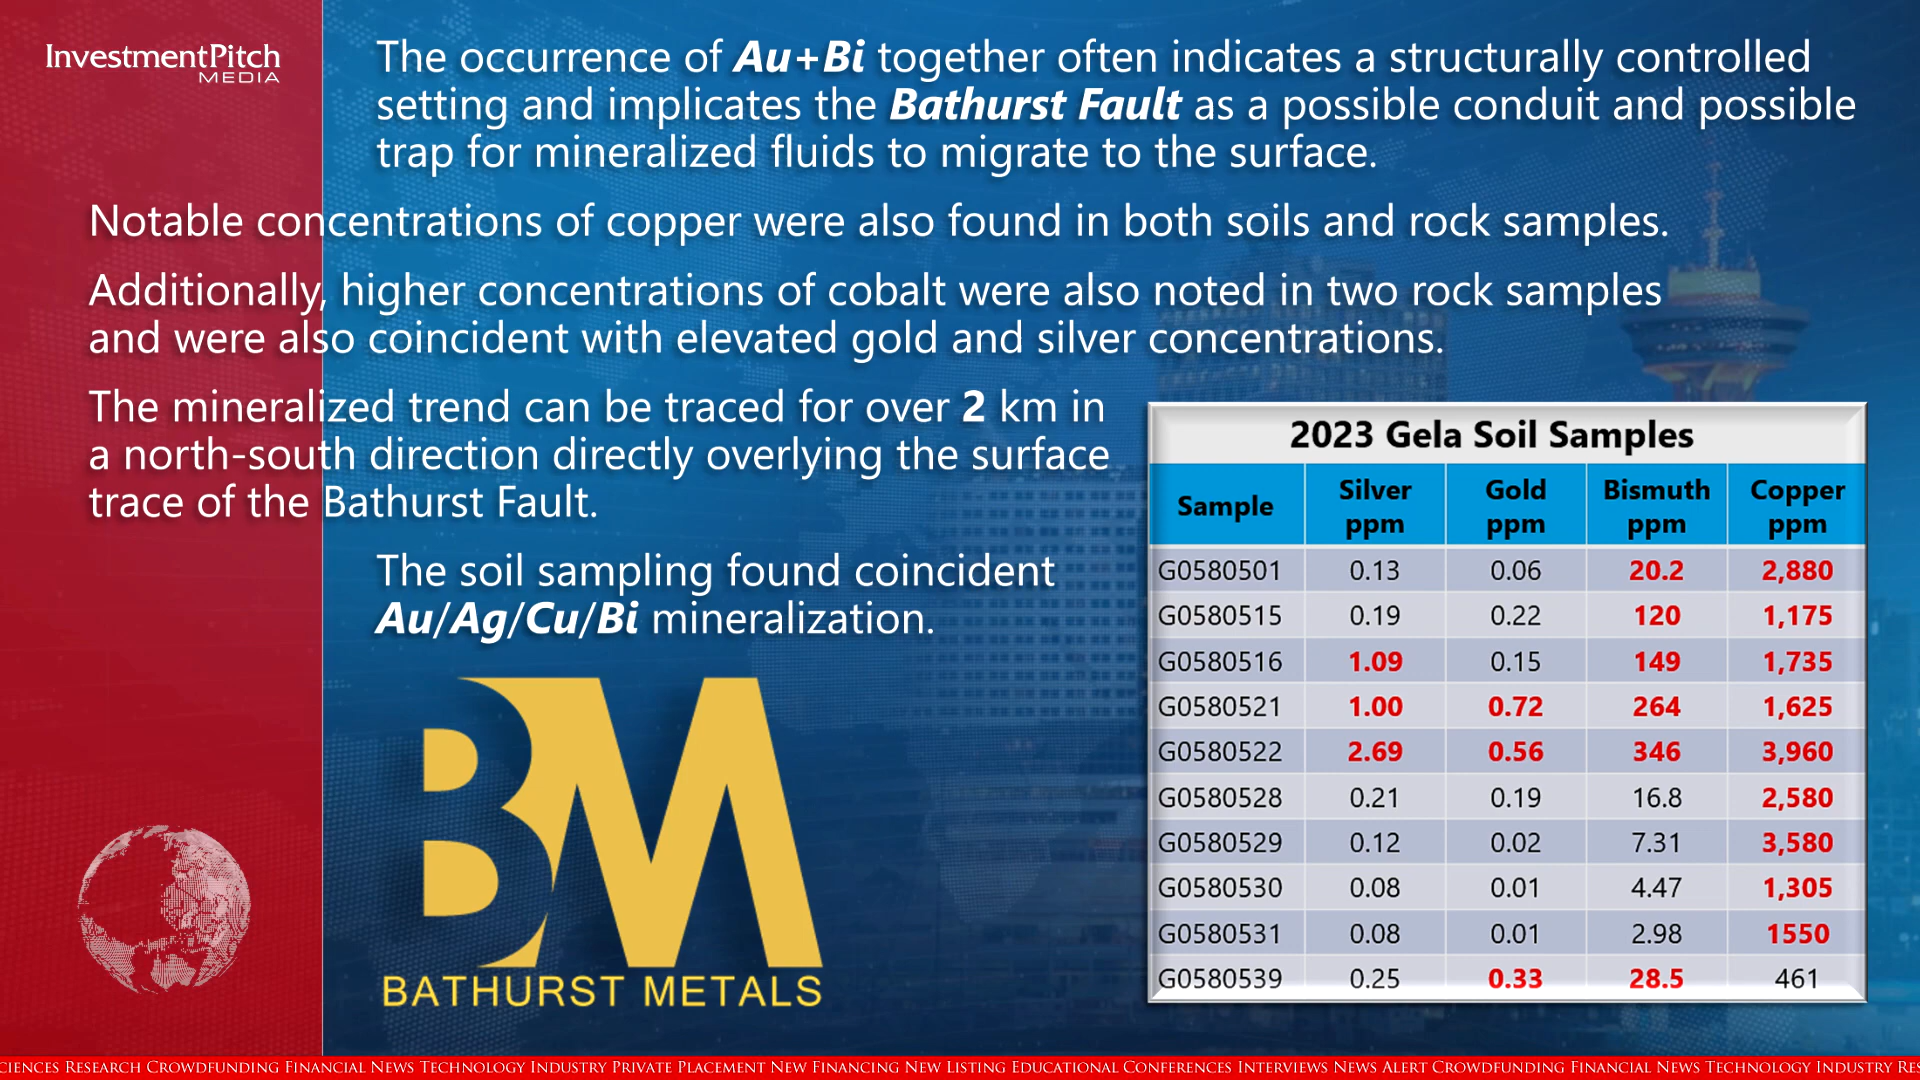 InvestmentPitch
MEDIA
The occurrence of Au+Bi together often indicates a structurally controlled
setting and implicates the Bathurst Fault as a possible conduit and possible
trap for mineralized fluids to migrate to the surface.
Notable concentrations of copper were also found in both soils and rock samples.
Additionally, higher concentrations of cobalt were also noted in two rock samples
and were also coincident with elevated gold and silver concentrations.
The mineralized trend can be traced for over 2 km in
a north-south direction directly overlying the surface
trace of the Bathurst Fault.
The soil sampling found coincident
Au/Ag/Cu/Bi mineralization.
BM
BATHURST METALS
2023 Gela Soil Samples
Sample Silver ppm Gold ppm Bismuth ppm Copper ppm
G0580501 0.13 0.06 20.2 2,880
G0580515 0.19 0.22 120 1,175
G0580516 1.09 0.15 149 1,735
G0580521 1.00 0.72 264 1,625
G0580522 2.69 0.56 346 3,960
G0580528 0.21 0.19 16.8 2,580
G0580529 0.12 0.02 7.31 3,580
G0580530 0.08 0.01 4.47 1,305
G0580531 0.08 0.01 2.98 1550
G0580539 0.25 0.33 28.5 461
CIENCES RESEARCH CROWDFUNDING FINANCIAL NEWS TECHNOLOGY INDUSTRY PRIVATE PLACEMENT NEW FINANCING NEW LISTING EDUCATIONAL CONFERENCES INTERVIEWS NEWS ALERT CROWDFUNDING FINANCIAL NEWS TECHNOLOGY INDUSTRY RES